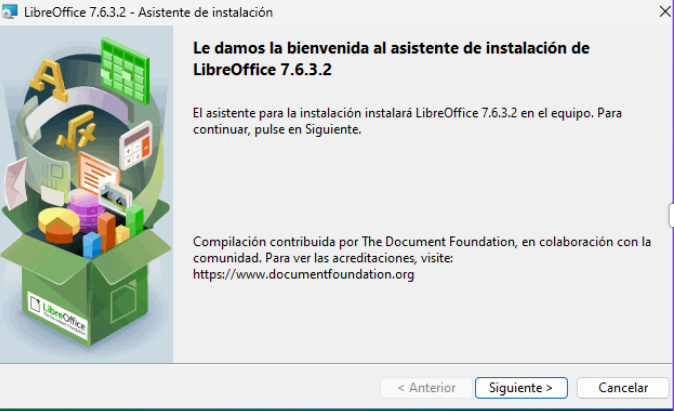 LibreOffice 7.6.3.2 - Asistente de instalación
Le damos la bienvenida al asistente de instalación de
LibreOffice 7.6.3.2
El asistente para la instalación instalará LibreOffice 7.6.3.2 en el equipo. Para
continuar, pulse en Siguiente.
Compilación contribuida por The Document Foundation, en colaboración con la
comunidad. Para ver las acreditaciones, visite:
https://www.documentfoundation.org
LibreOffice
The Document Foundation
< Anterior
Siguiente >
Cancelar